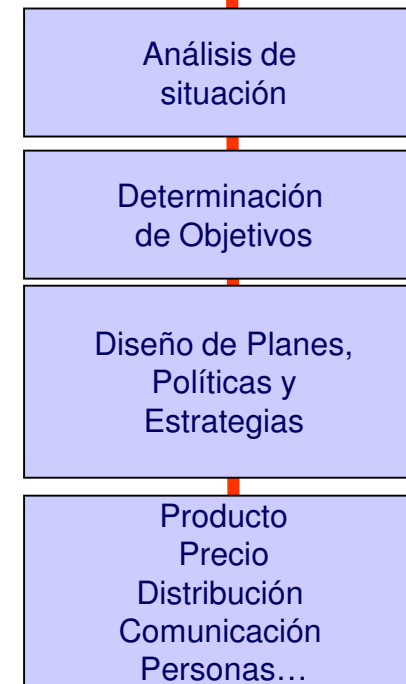 Análisis de
situación
Determinación
de Objetivos
Diseño de Planes,
Políticas y
Estrategias
Producto
Precio
Distribución
Comunicación
Personas…